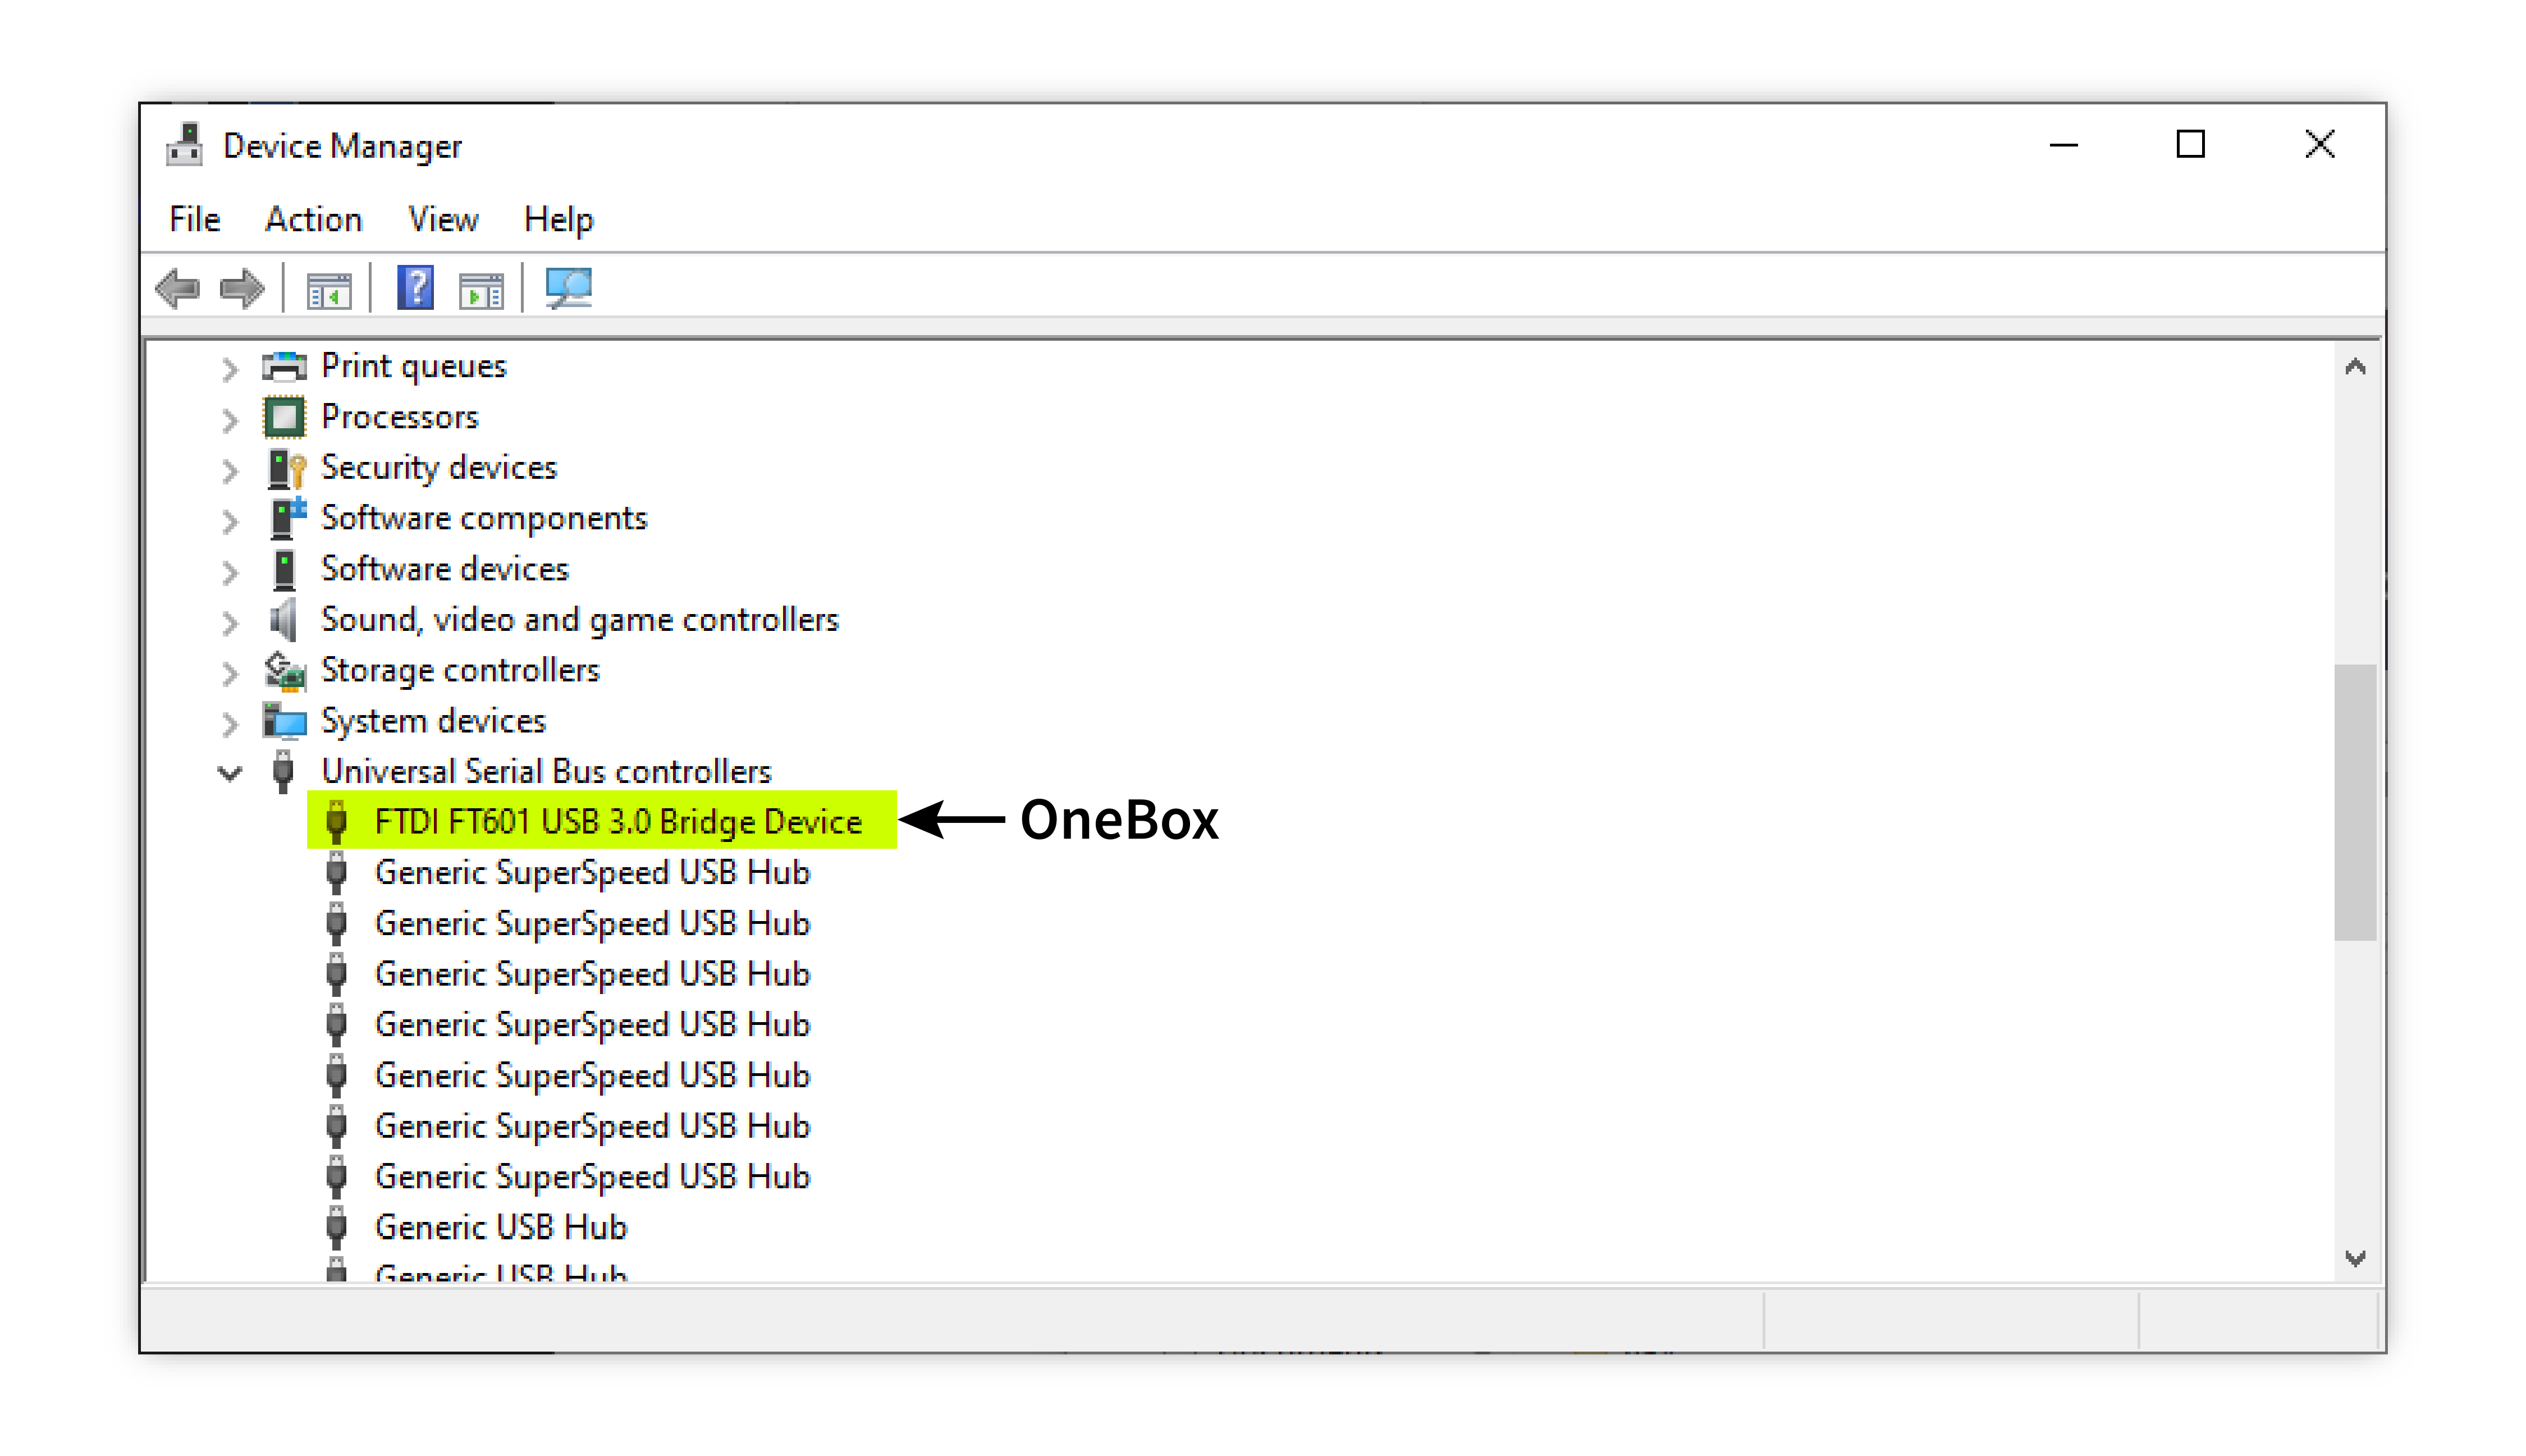 Device Manager
File Action View Help
Print queues
Processors
Security devices
Software components
Software devices
Sound, video and game controllers
Storage controllers
System devices
Universal Serial Bus controllers
FTDI FT601 USB 3.0 Bridge Device OneBox
Generic SuperSpeed USB Hub
Generic SuperSpeed USB Hub
Generic SuperSpeed USB Hub
Generic SuperSpeed USB Hub
Generic SuperSpeed USB Hub
Generic SuperSpeed USB Hub
Generic SuperSpeed USB Hub
Generic USB Hub
Generic USB Hub